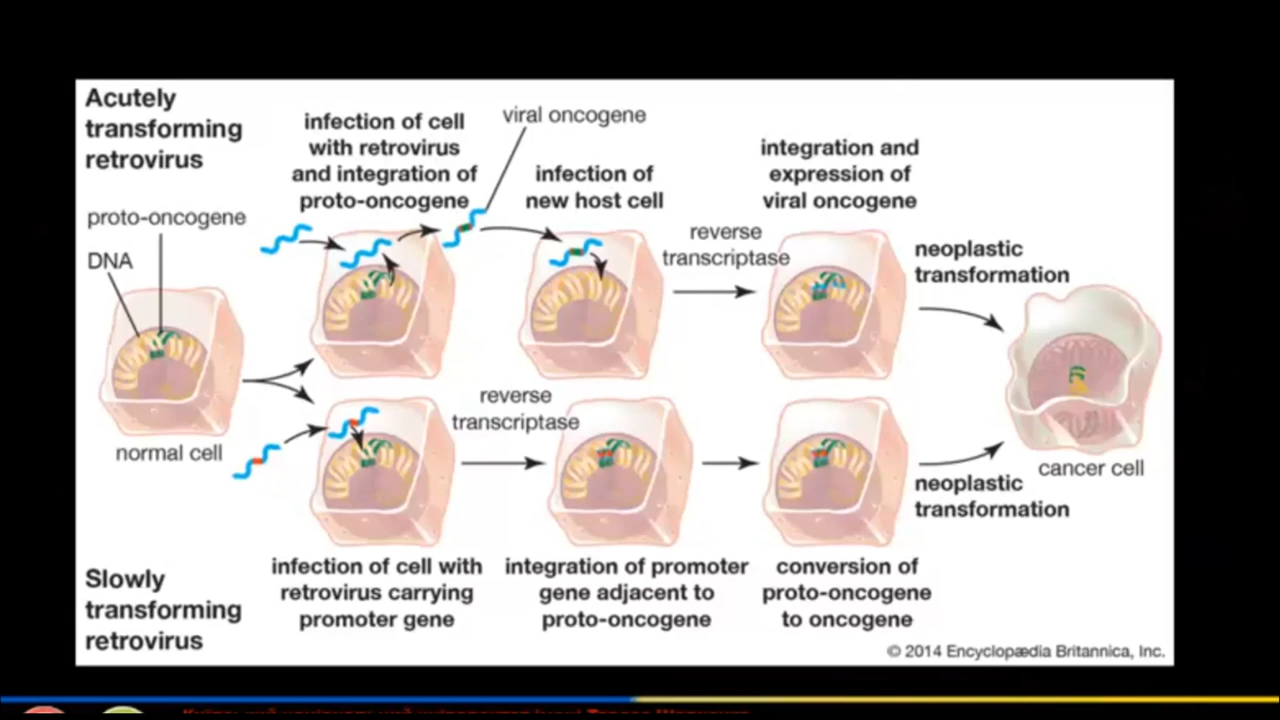 Acutely
transforming
retrovirus
infection of cell
with retrovirus
and integration of
proto-oncogene
viral oncogene
infection of
new host cell
integration and
expression of
viral oncogene
proto-oncogene
DNA
reverse
transcriptase
neoplastic
transformation
normal cell
reverse
transcriptase
cancer cell
neoplastic
transformation
Slowly
transforming
retrovirus
infection of cell with
retrovirus carrying
promoter gene
integration of promoter
gene adjacent to
proto-oncogene
conversion of
proto-oncogene
to oncogene
© 2014 Encyclopædia Britannica, Inc.